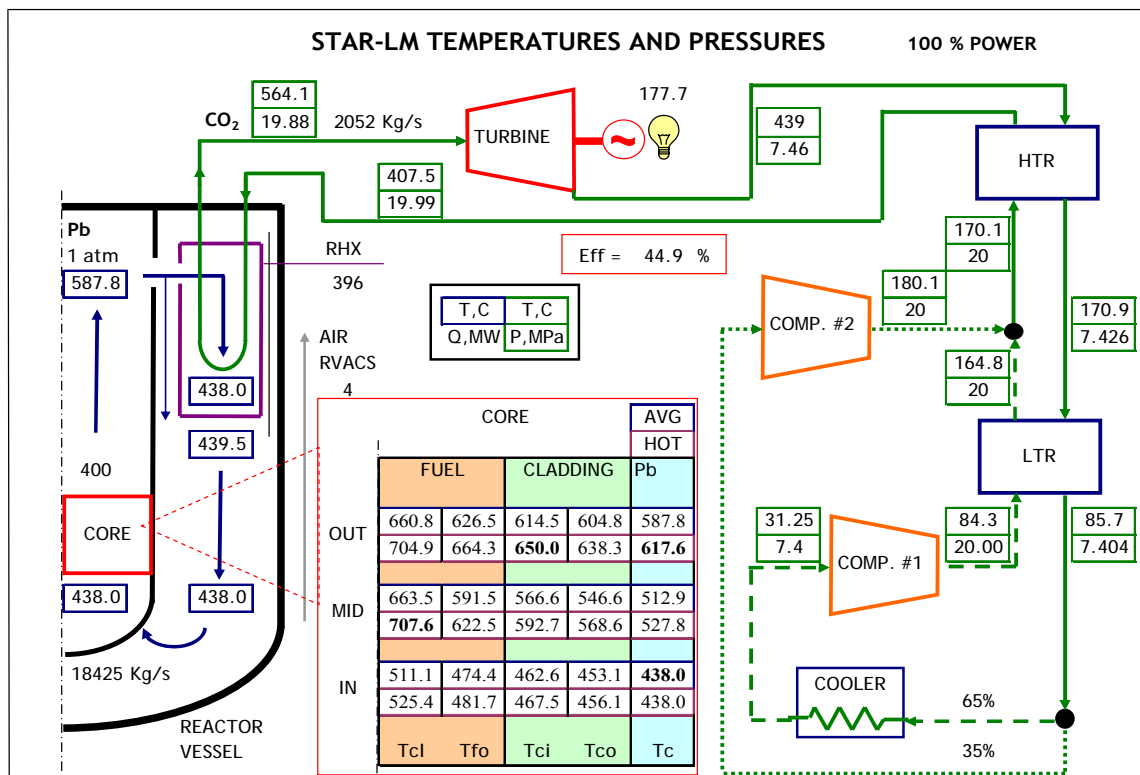 STAR-LM TEMPERATURES AND PRESSURES
100 % POWER
564.1
19.88
CO2
2052 Kg/s
TURBINE
~
177.7
439
7.46
HTR
407.5
19.99
Pb
1 atm
587.8
RHX
396
Eff = 44.9 %
170.1
20
180.1
20
T,C T,C
Q,MW P,MPa
COMP. #2
170.9
7.426
AIR
RVACS
4
164.8
20
438.0
439.5
400
CORE
438.0
438.0
18425 Kg/s
REACTOR
VESSEL
CORE
AVG
HOT
FUEL CLADDING Pb
OUT
660.8 626.5 614.5 604.8 587.8
704.9 664.3 650.0 638.3 617.6
MID
663.5 591.5 566.6 546.6 512.9
707.6 622.5 592.7 568.6 527.8
IN
511.1 474.4 462.6 453.1 438.0
525.4 481.7 467.5 456.1 438.0
Tcl Tfo Tci Tco Tc
LTR
31.25
7.4
COMP. #1
84.3
20.00
85.7
7.404
COOLER
65%
35%